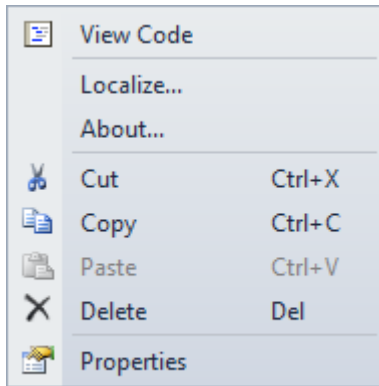 View Code
Localize...
About...
Cut Ctrl+X
Copy Ctrl+C
Paste Ctrl+V
Delete Del
Properties